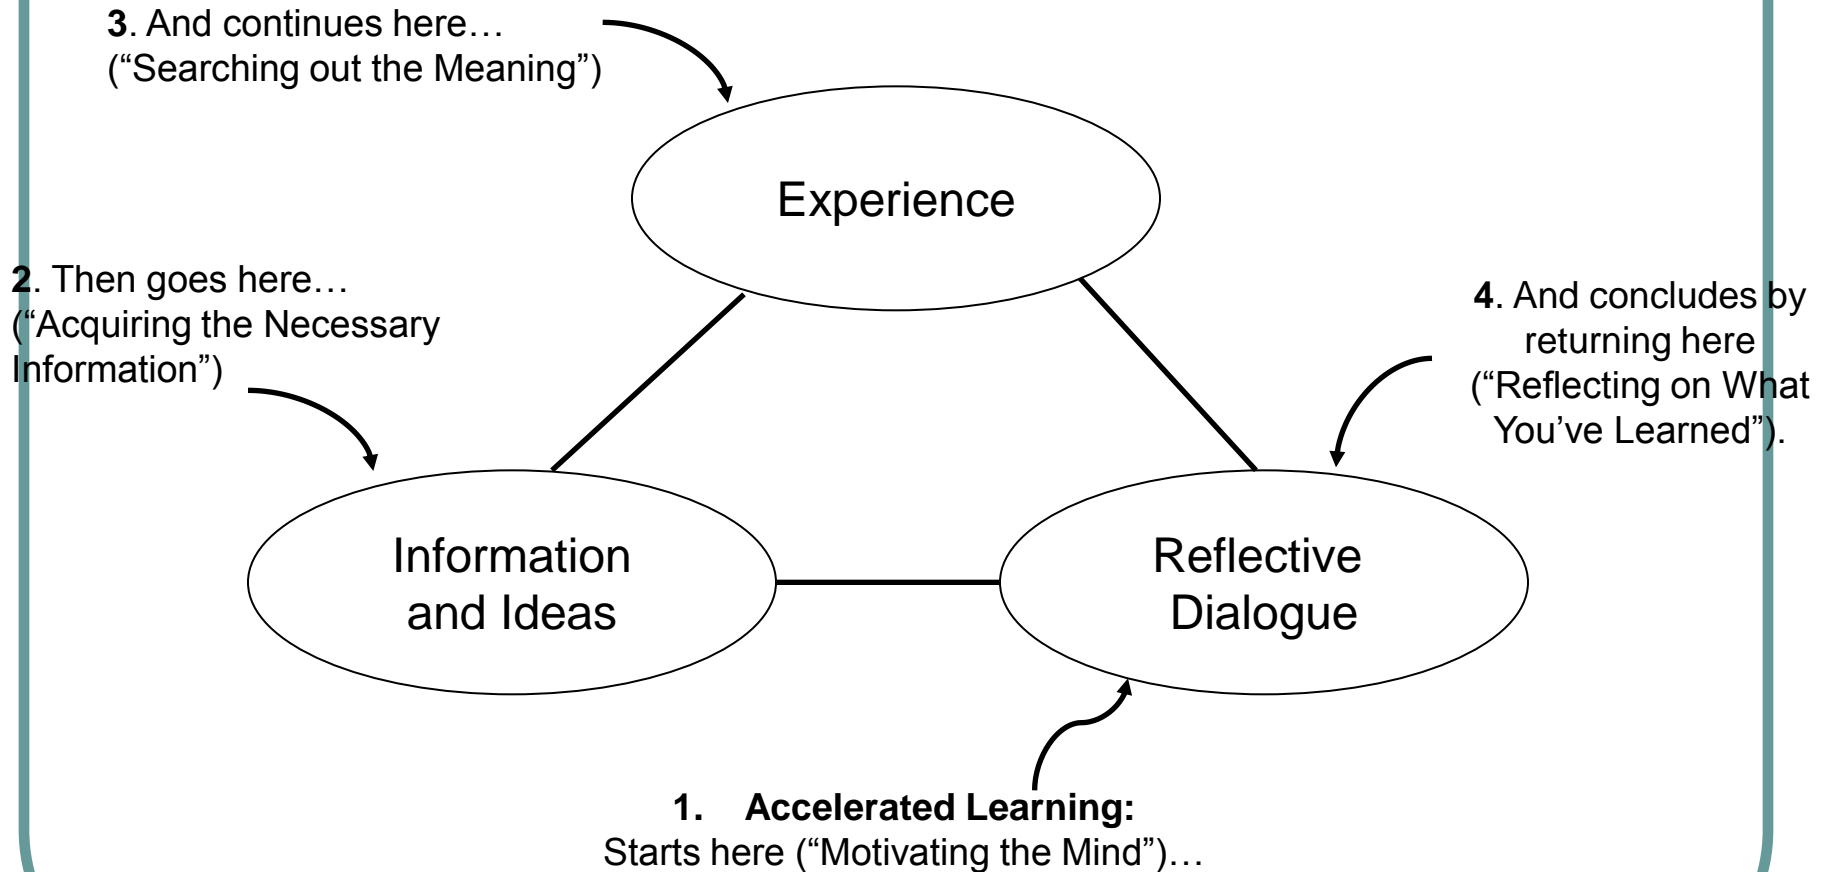 3. And continues here…
(“Searching out the Meaning”)
Experience
2. Then goes here…
(“Acquiring the Necessary
Information”)
4. And concludes by
returning here
(“Reflecting on What
You’ve Learned”).
Information
and Ideas
Reflective
Dialogue
1. Accelerated Learning:
Starts here (“Motivating the Mind”)…